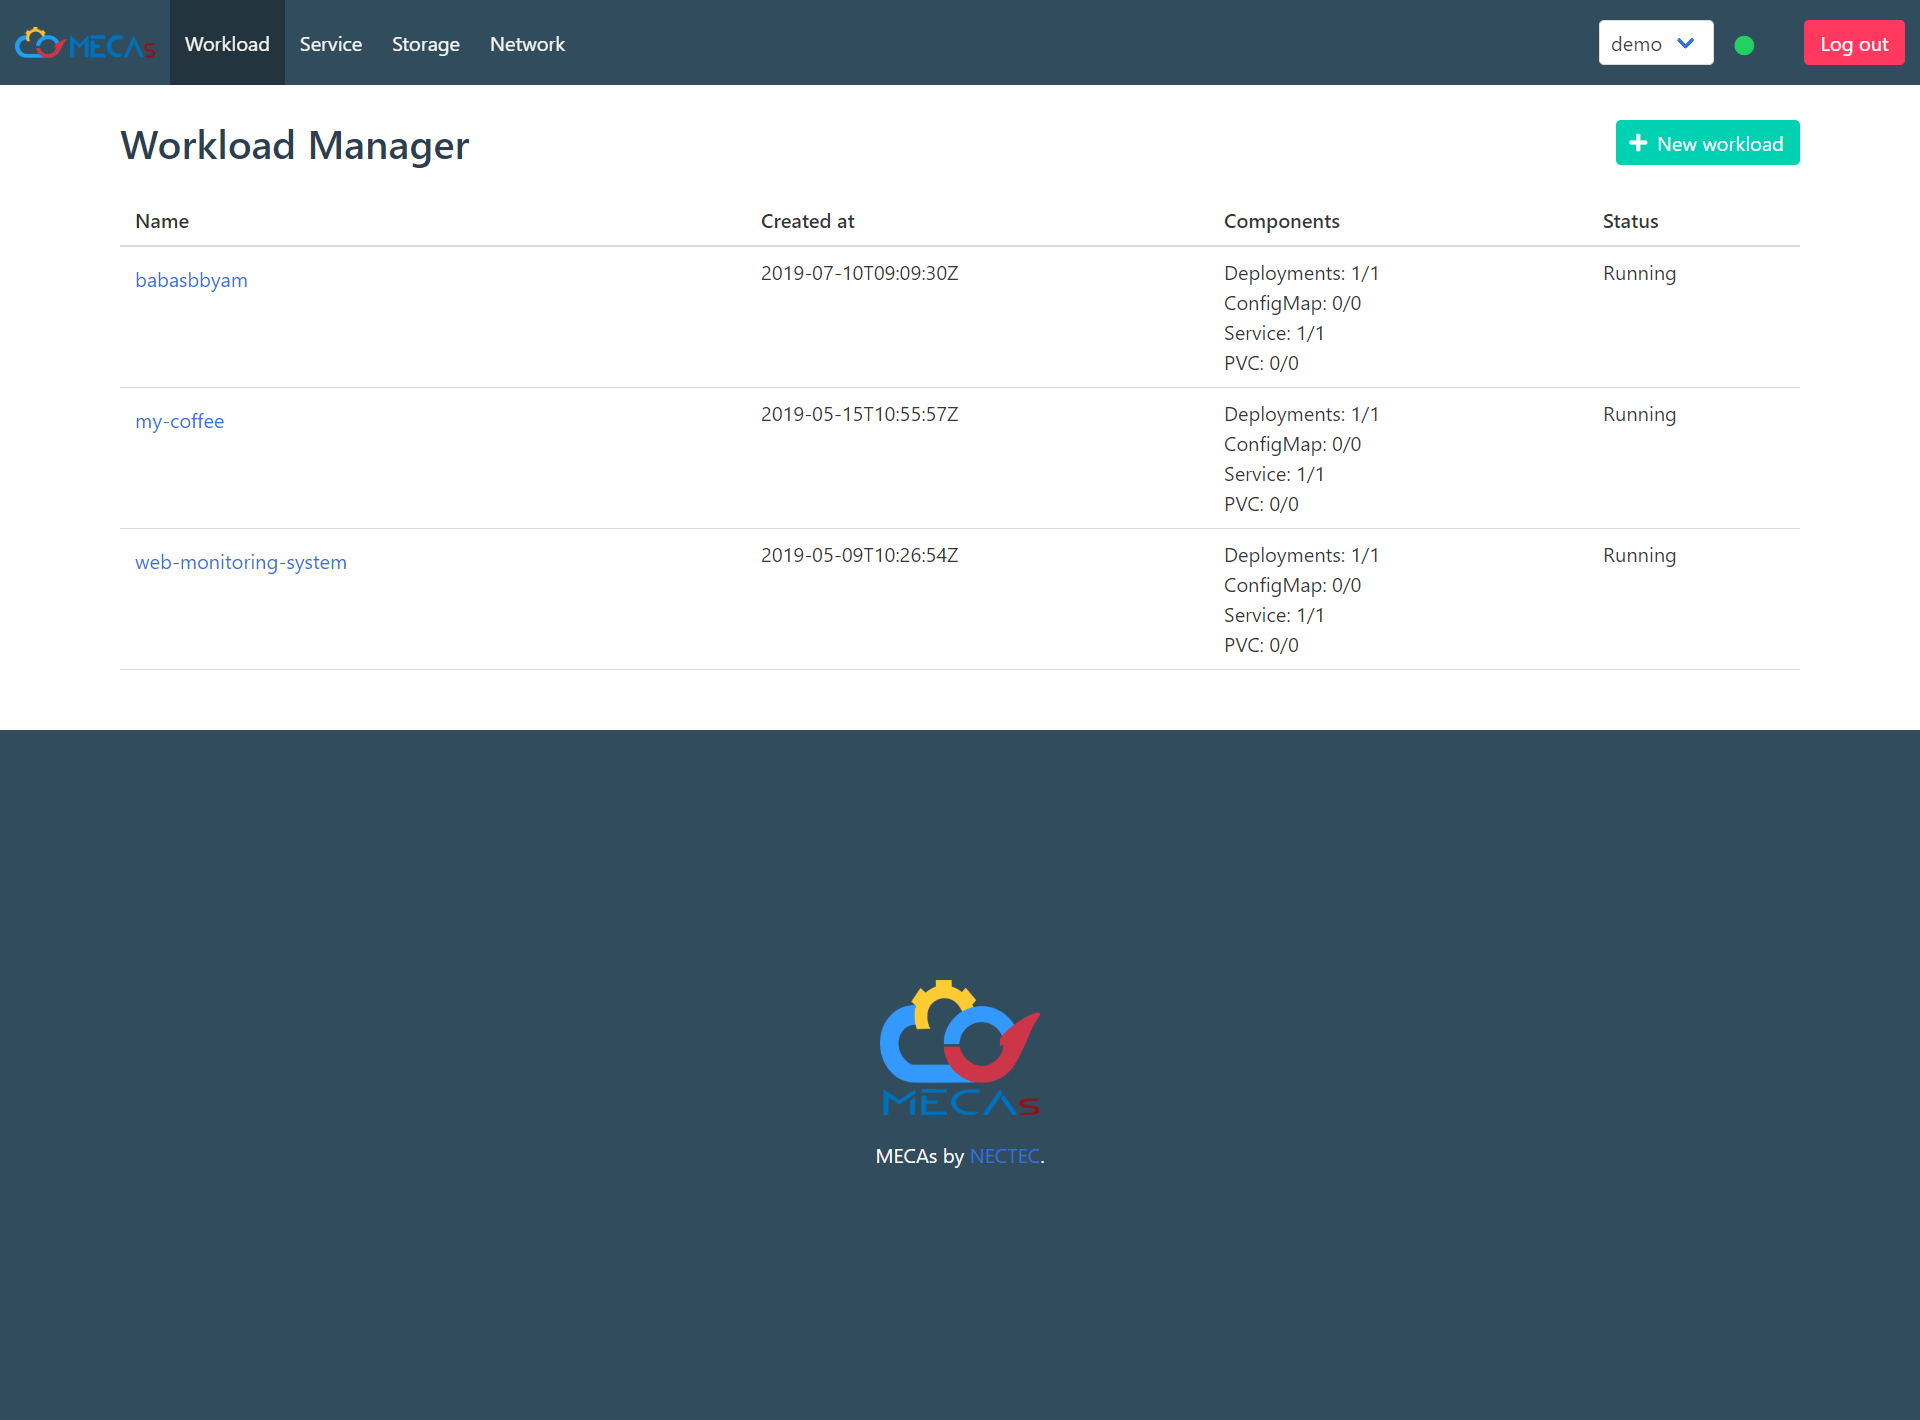 MECAs Workload Service Storage Network demo Log out
Workload Manager
New workload
Name Created at Components Status
babasbbyam 2019-07-10T09:09:30Z Deployments: 1/1 Running
ConfigMap: 0/0
Service: 1/1
PVC: 0/0
my-coffee 2019-05-15T10:55:57Z Deployments: 1/1 Running
ConfigMap: 0/0
Service: 1/1
PVC: 0/0
web-monitoring-system 2019-05-09T10:26:54Z Deployments: 1/1 Running
ConfigMap: 0/0
Service: 1/1
PVC: 0/0
MECAs
MECAs by NECTEC.